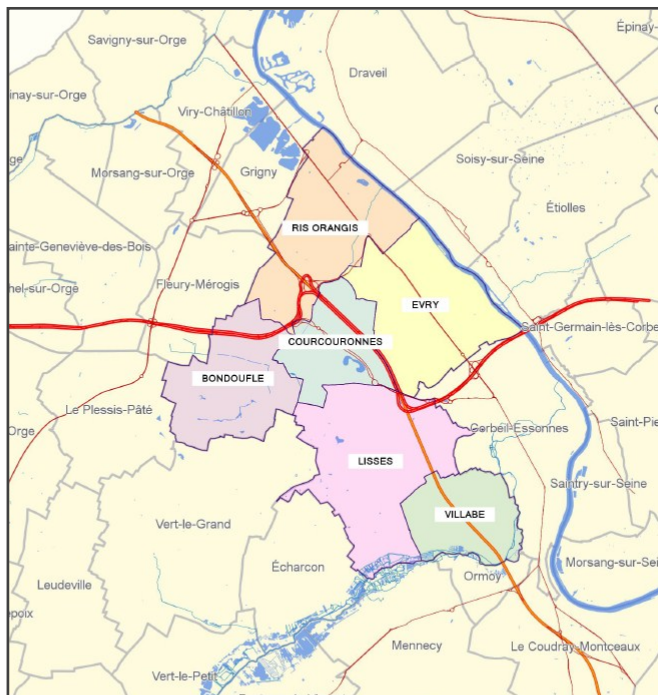 Savigny-sur-Orge
Épinay-
Draveil
inay-sur-Orge
Viry-Châtillon
Soisy-sur-Seine
Morsang-sur-Orge
Grigny
Étiolles
RIS ORANGIS
ainte-Geneviève-des-Bois
hel-sur-Orge
Fleury-Mérogis
EVRY
Saint-Germain-lès-Corbe
COURCOURONNES
BONDOUFLE
Le Plessis-Pâté
Orge
Corbeil-Essonnes
Saint-Pie
LISSES
Saintry-sur-Seine
VILLABE
Vert-le-Grand
Écharcon
Morsang-sur-Sei
Leudeville
Ormoy
epoix
Mennecy
Le Coudray-Montceaux
Vert-le-Petit